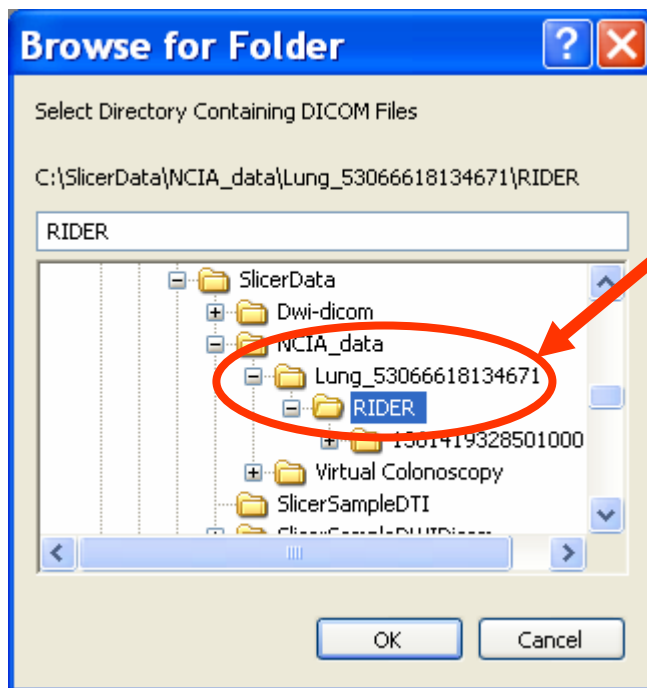 Browse for Folder
Select Directory Containing DICOM Files
C:\SlicerData\NCIA_data\Lung_53066618134671\RIDER
RIDER
SlicerData
Dwi-dicom
NCIA_data
Lung_53066618134671
RIDER
Virtual Colonoscopy
SlicerSampleDTI
OK Cancel